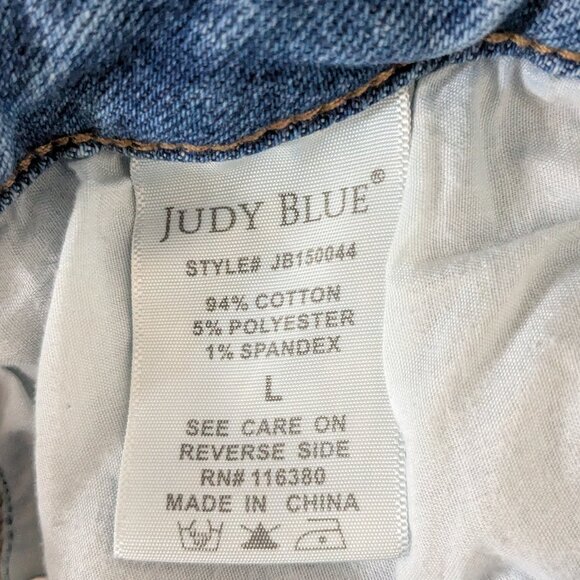 JUDY BLUE®
STYLE# JB150044
94% COTTON
5% POLYESTER
1% SPANDEX
L
SEE CARE ON
REVERSE SIDE
RN# 116380
MADE IN CHINA